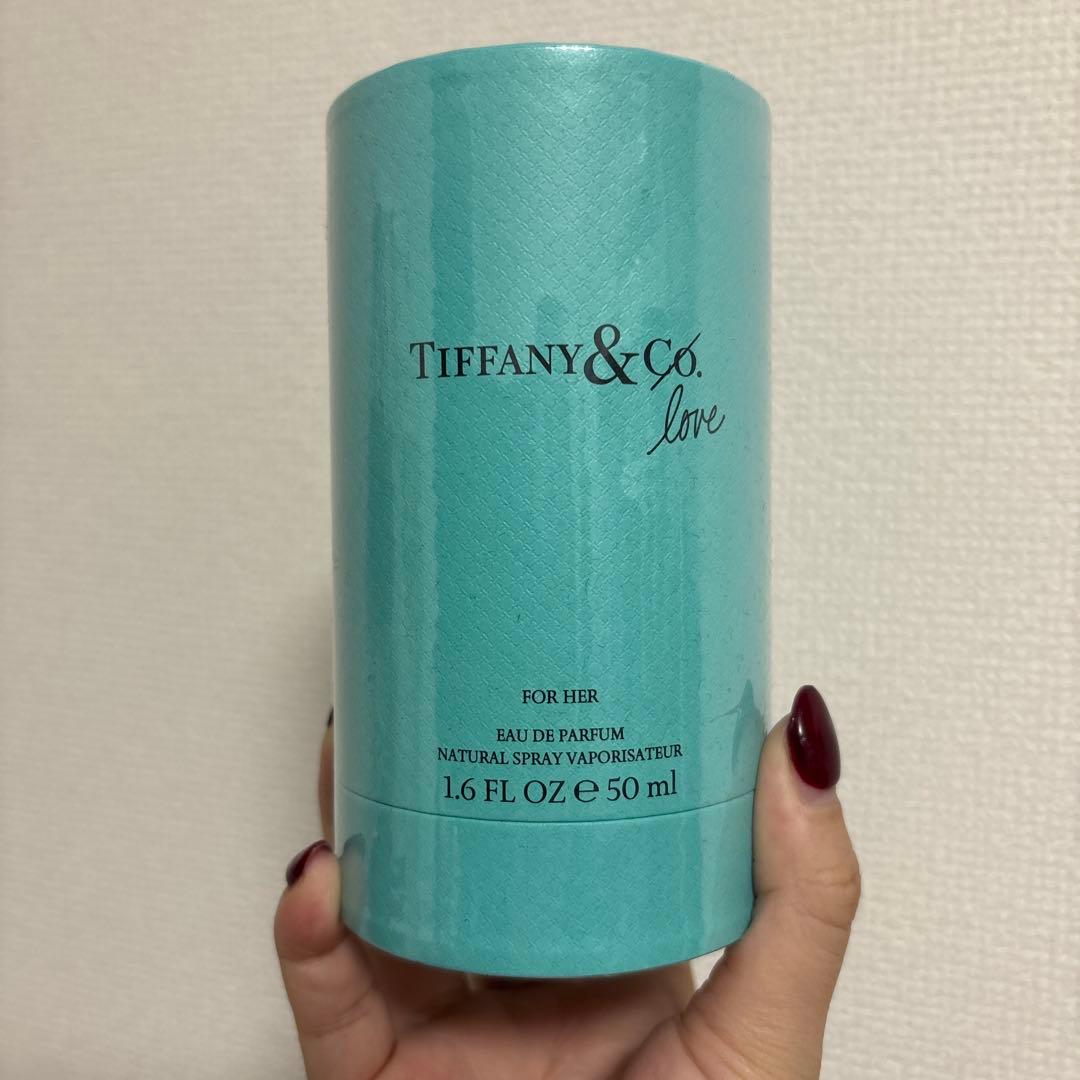 TIFFANY & Co.
love
FOR HER
EAU DE PARFUM
NATURAL SPRAY VAPORISATEUR
1.6 FL OZ ℮ 50 ml